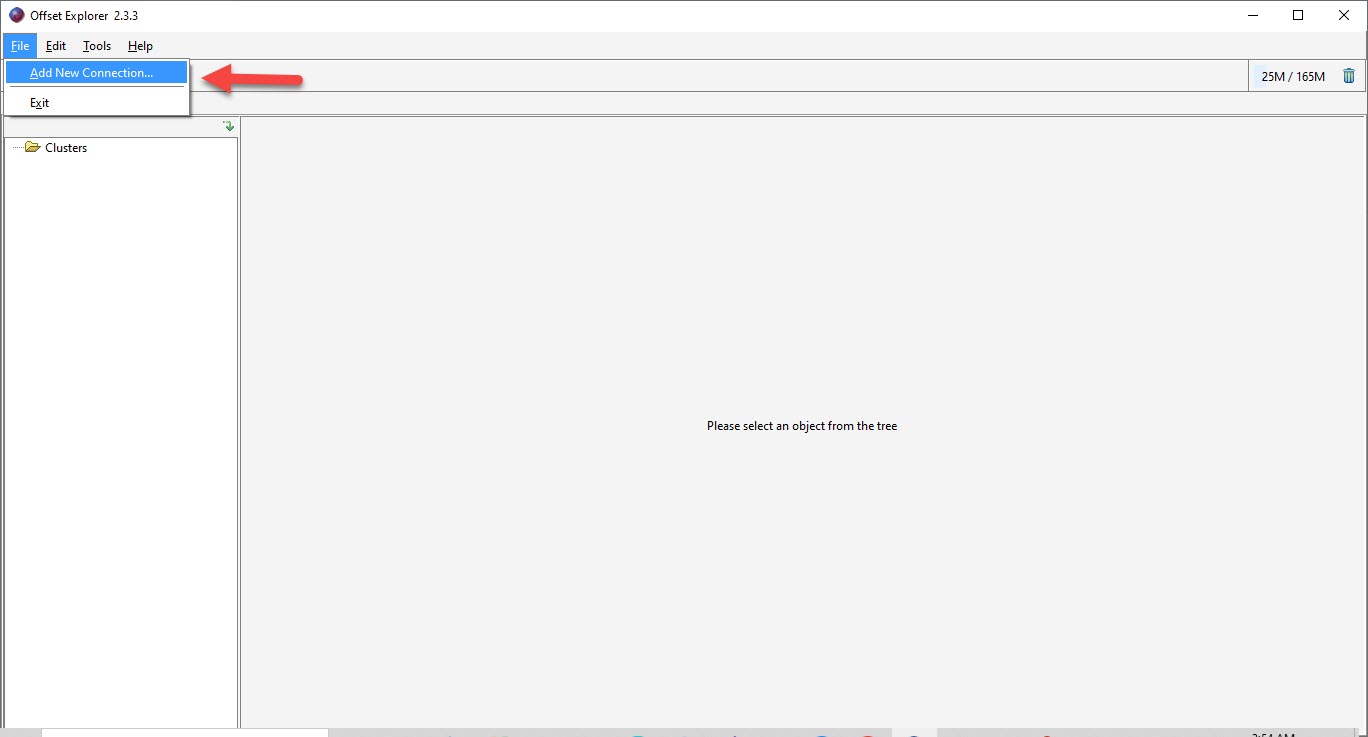 Offset Explorer 2.3.3
File Edit Tools Help
Add New Connection...
25M / 165M
Exit
Clusters
Please select an object from the tree